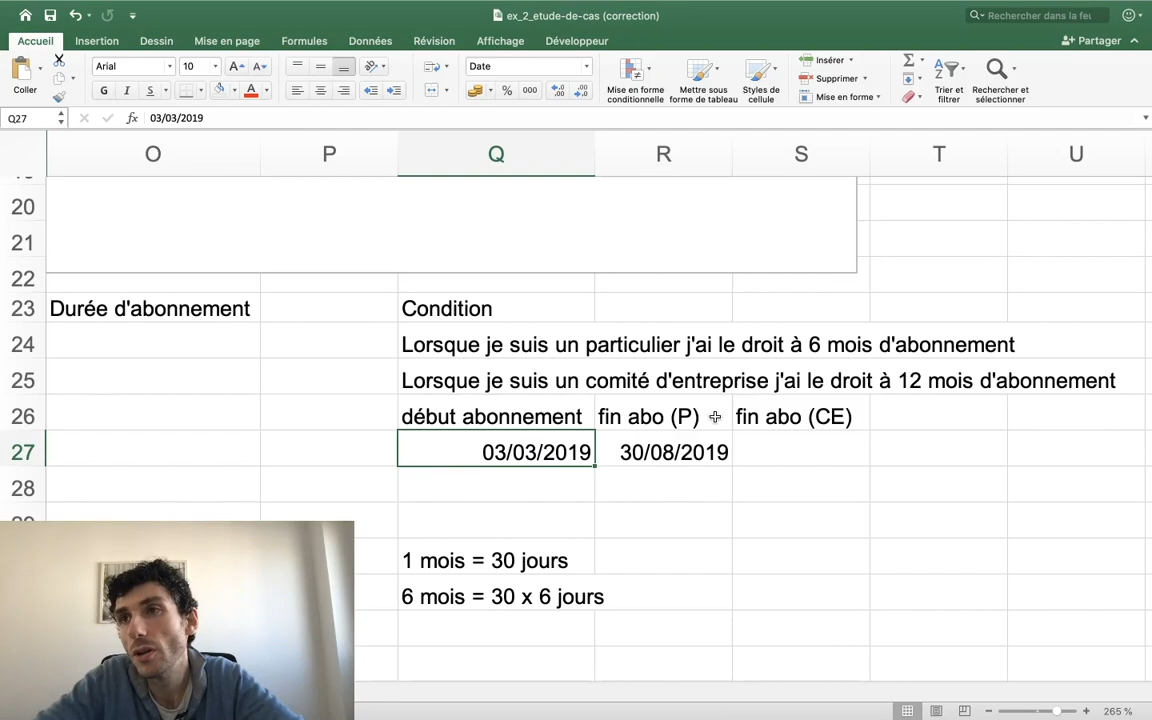 ex_2_etude-de-cas (correction)
Rechercher dans la feu
Accueil Insertion Dessin Mise en page Formules Données Révision Affichage Développeur Partager
Coller
Arial 10
A A
G I S A
Date
% 000
Mise en forme conditionnelle
Mettre sous forme de tableau
Styles de cellule
Insérer
Supprimer
Mise en forme
Trier et filtrer
Rechercher et sélectionner
Q27 fx 03/03/2019
O P Q R S T U
20
21
22
23 Durée d'abonnement Condition
24 Lorsque je suis un particulier j'ai le droit à 6 mois d'abonnement
25 Lorsque je suis un comité d'entreprise j'ai le droit à 12 mois d'abonnement
26 début abonnement fin abo (P) fin abo (CE)
27 03/03/2019 30/08/2019
28
1 mois = 30 jours
6 mois = 30 x 6 jours
265 %